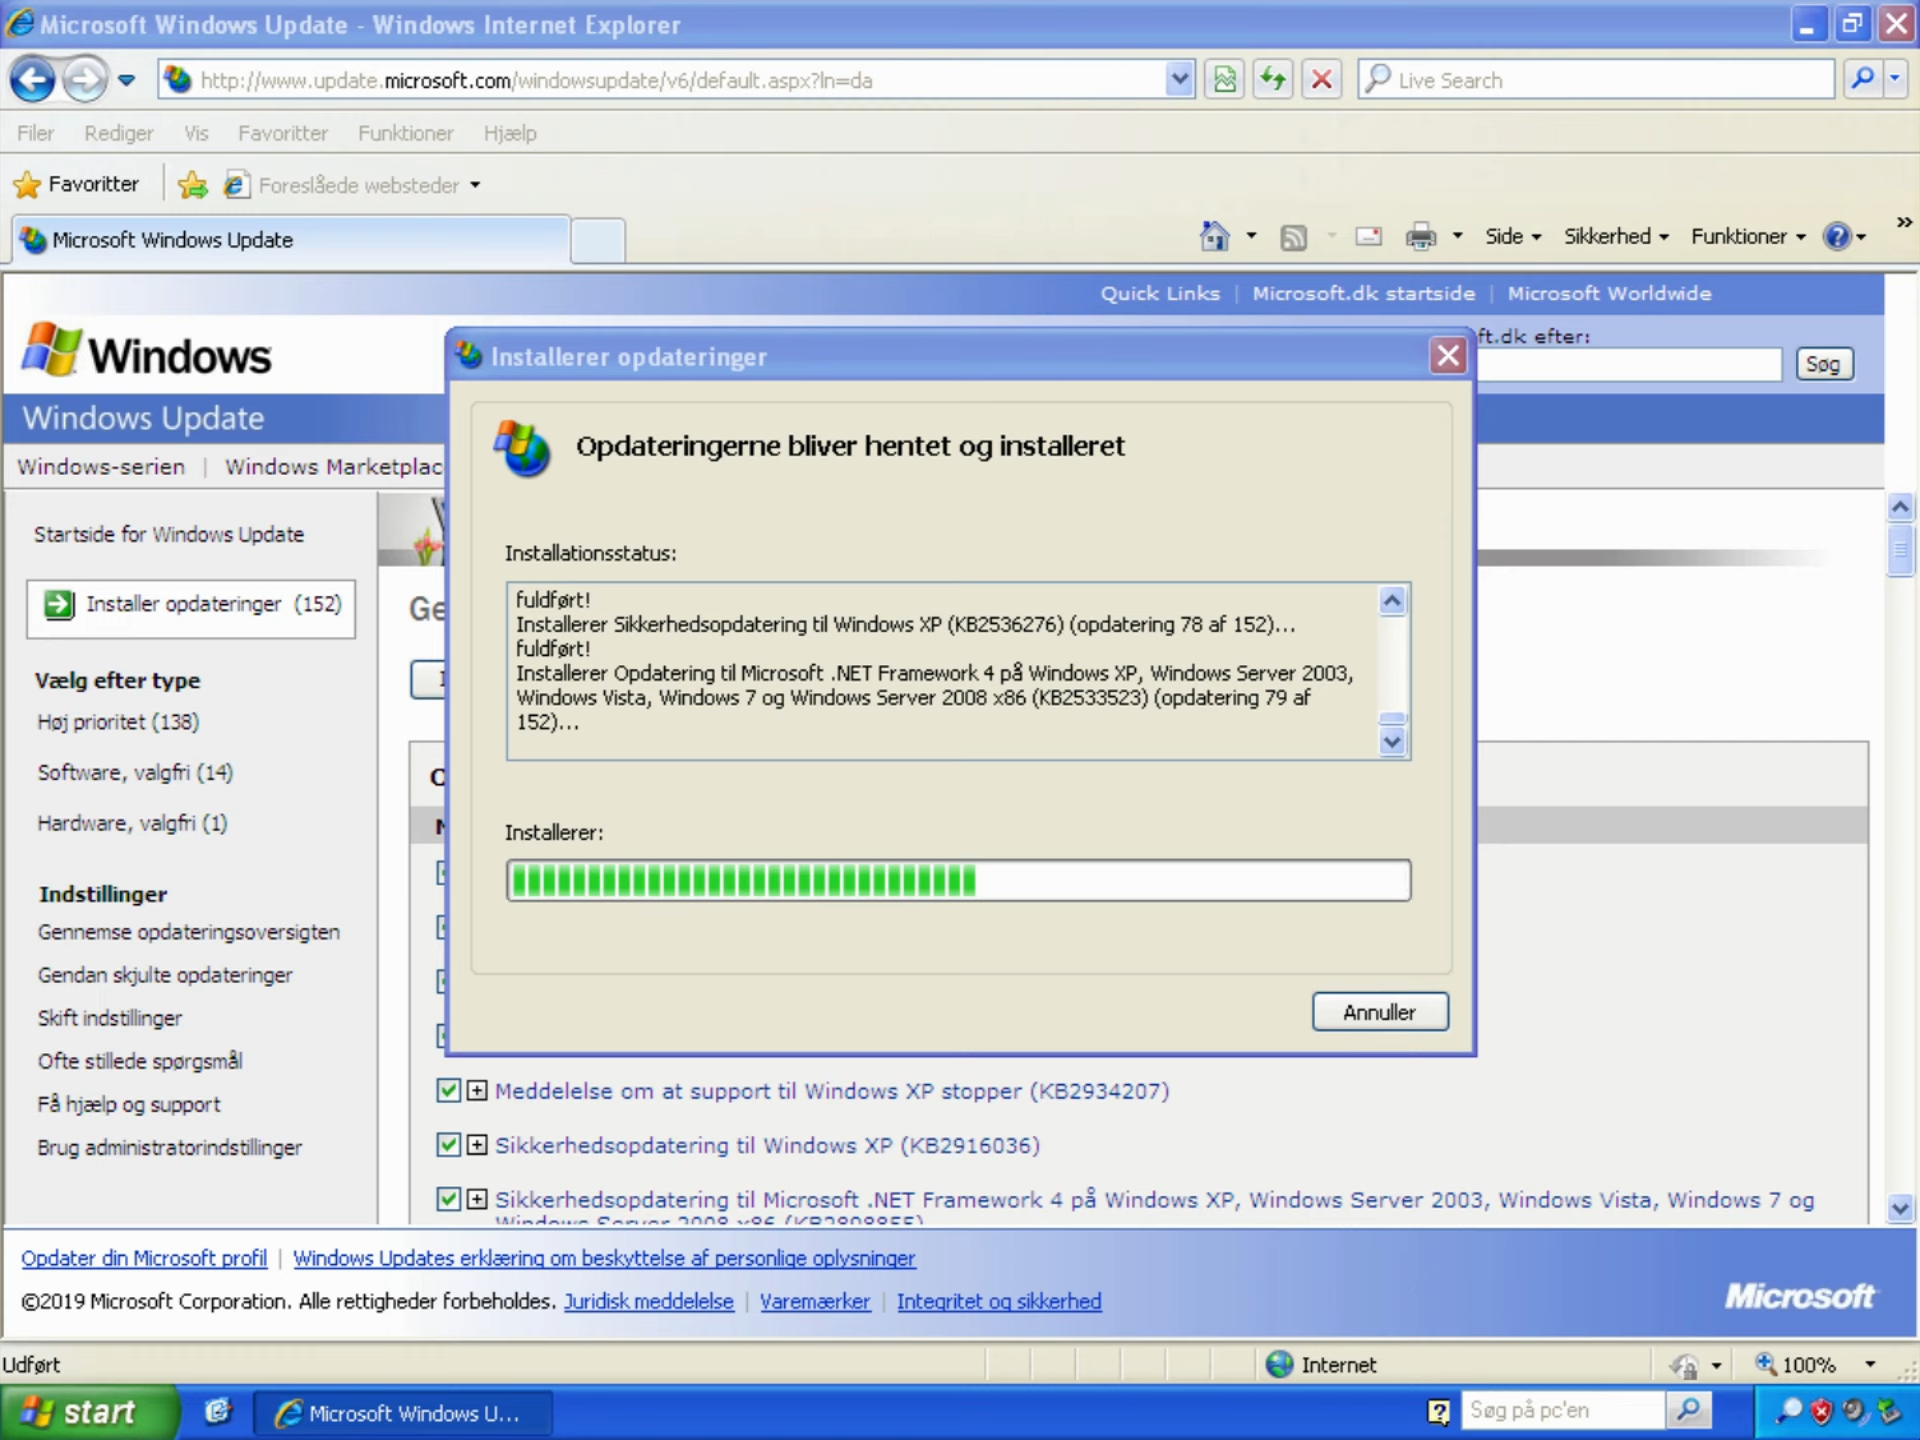 Microsoft Windows Update - Windows Internet Explorer
http://www.update.microsoft.com/windowsupdate/v6/default.aspx?ln=da
Live Search
Filer Rediger Vis Favoritter Funktioner Hjælp
Favoritter Foreslåede websteder
Microsoft Windows Update
Side Sikkerhed Funktioner
Quick Links | Microsoft.dk startside | Microsoft Worldwide
Windows
ft.dk efter:
Søg
Windows Update
Windows-serien | Windows Marketplac
Startside for Windows Update
Installer opdateringer (152)
Vælg efter type
Høj prioritet (138)
Software, valgfri (14)
Hardware, valgfri (1)
Indstillinger
Gennemse opdateringsoversigten
Gendan skjulte opdateringer
Skift indstillinger
Ofte stillede spørgsmål
Få hjælp og support
Brug administratorindstillinger
Ge
Installerer opdateringer
Opdateringerne bliver hentet og installeret
Installationsstatus:
fuldført!
Installerer Sikkerhedsopdatering til Windows XP (KB2536276) (opdatering 78 af 152)...
fuldført!
Installerer Opdatering til Microsoft .NET Framework 4 på Windows XP, Windows Server 2003,
Windows Vista, Windows 7 og Windows Server 2008 x86 (KB2533523) (opdatering 79 af
152)...
Installerer:
Annuller
Meddelelse om at support til Windows XP stopper (KB2934207)
Sikkerhedsopdatering til Windows XP (KB2916036)
Sikkerhedsopdatering til Microsoft .NET Framework 4 på Windows XP, Windows Server 2003, Windows Vista, Windows 7 og
Windows Server 2008 x86
Opdater din Microsoft profil | Windows Updates erklæring om beskyttelse af personlige oplysninger
©2019 Microsoft Corporation. Alle rettigheder forbeholdes. Juridisk meddelelse | Varemærker | Integritet og sikkerhed
Microsoft
Udført
Internet
100%
start
Microsoft Windows U...
Søg på pc'en